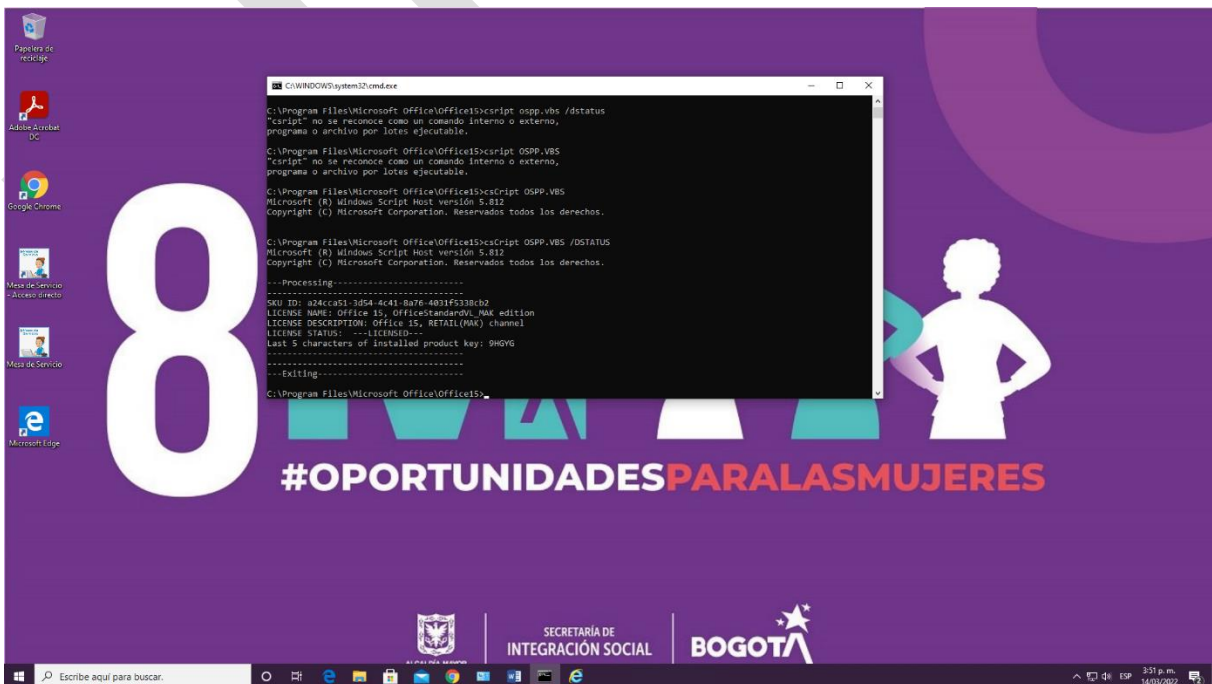 Papelera de
reciclaje
Adobe Acrobat
DC
Google Chrome
Mesa de Servicio
- Acceso directo
Mesa de Servicio
Microsoft Edge
C:\WINDOWS\system32\cmd.exe
C:\Program Files\Microsoft Office\Office15>csript ospp.vbs /dstatus
"csript" no se reconoce como un comando interno o externo,
programa o archivo por lotes ejecutable.
C:\Program Files\Microsoft Office\Office15>csript OSPP.VBS
"csript" no se reconoce como un comando interno o externo,
programa o archivo por lotes ejecutable.
C:\Program Files\Microsoft Office\Office15>csCript OSPP.VBS
Microsoft (R) Windows Script Host versión 5.812
Copyright (C) Microsoft Corporation. Reservados todos los derechos.
C:\Program Files\Microsoft Office\Office15>csCript OSPP.VBS /DSTATUS
Microsoft (R) Windows Script Host versión 5.812
Copyright (C) Microsoft Corporation. Reservados todos los derechos.
---Processing--------------------------
---------------------------------------
SKU ID: a24cca51-3d54-4c41-8a76-4031f5338cb2
LICENSE NAME: Office 15, OfficeStandardVL_MAK edition
LICENSE DESCRIPTION: Office 15, RETAIL(MAK) channel
LICENSE STATUS:  ---LICENSED---
Last 5 characters of installed product key: 9HGYG
---------------------------------------
---------------------------------------
---Exiting-----------------------------
C:\Program Files\Microsoft Office\Office15>
8
#OPORTUNIDADESPARALASMUJERES
SECRETARÍA DE
INTEGRACIÓN SOCIAL
BOGOTÁ
ALCALDÍA MAYOR
Escribe aquí para buscar.
ESP
3:51 p. m.
14/03/2022